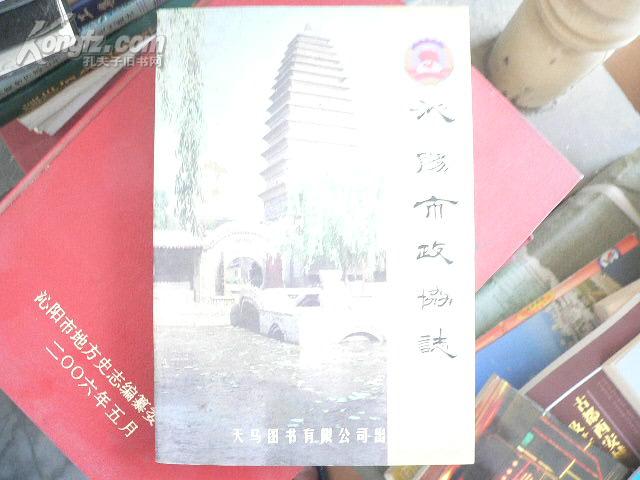 Kongfz.com
孔夫子旧书网
沁阳市政协誌
天马图书有限公司出
沁阳市地方史志编纂委
二〇〇六年五月